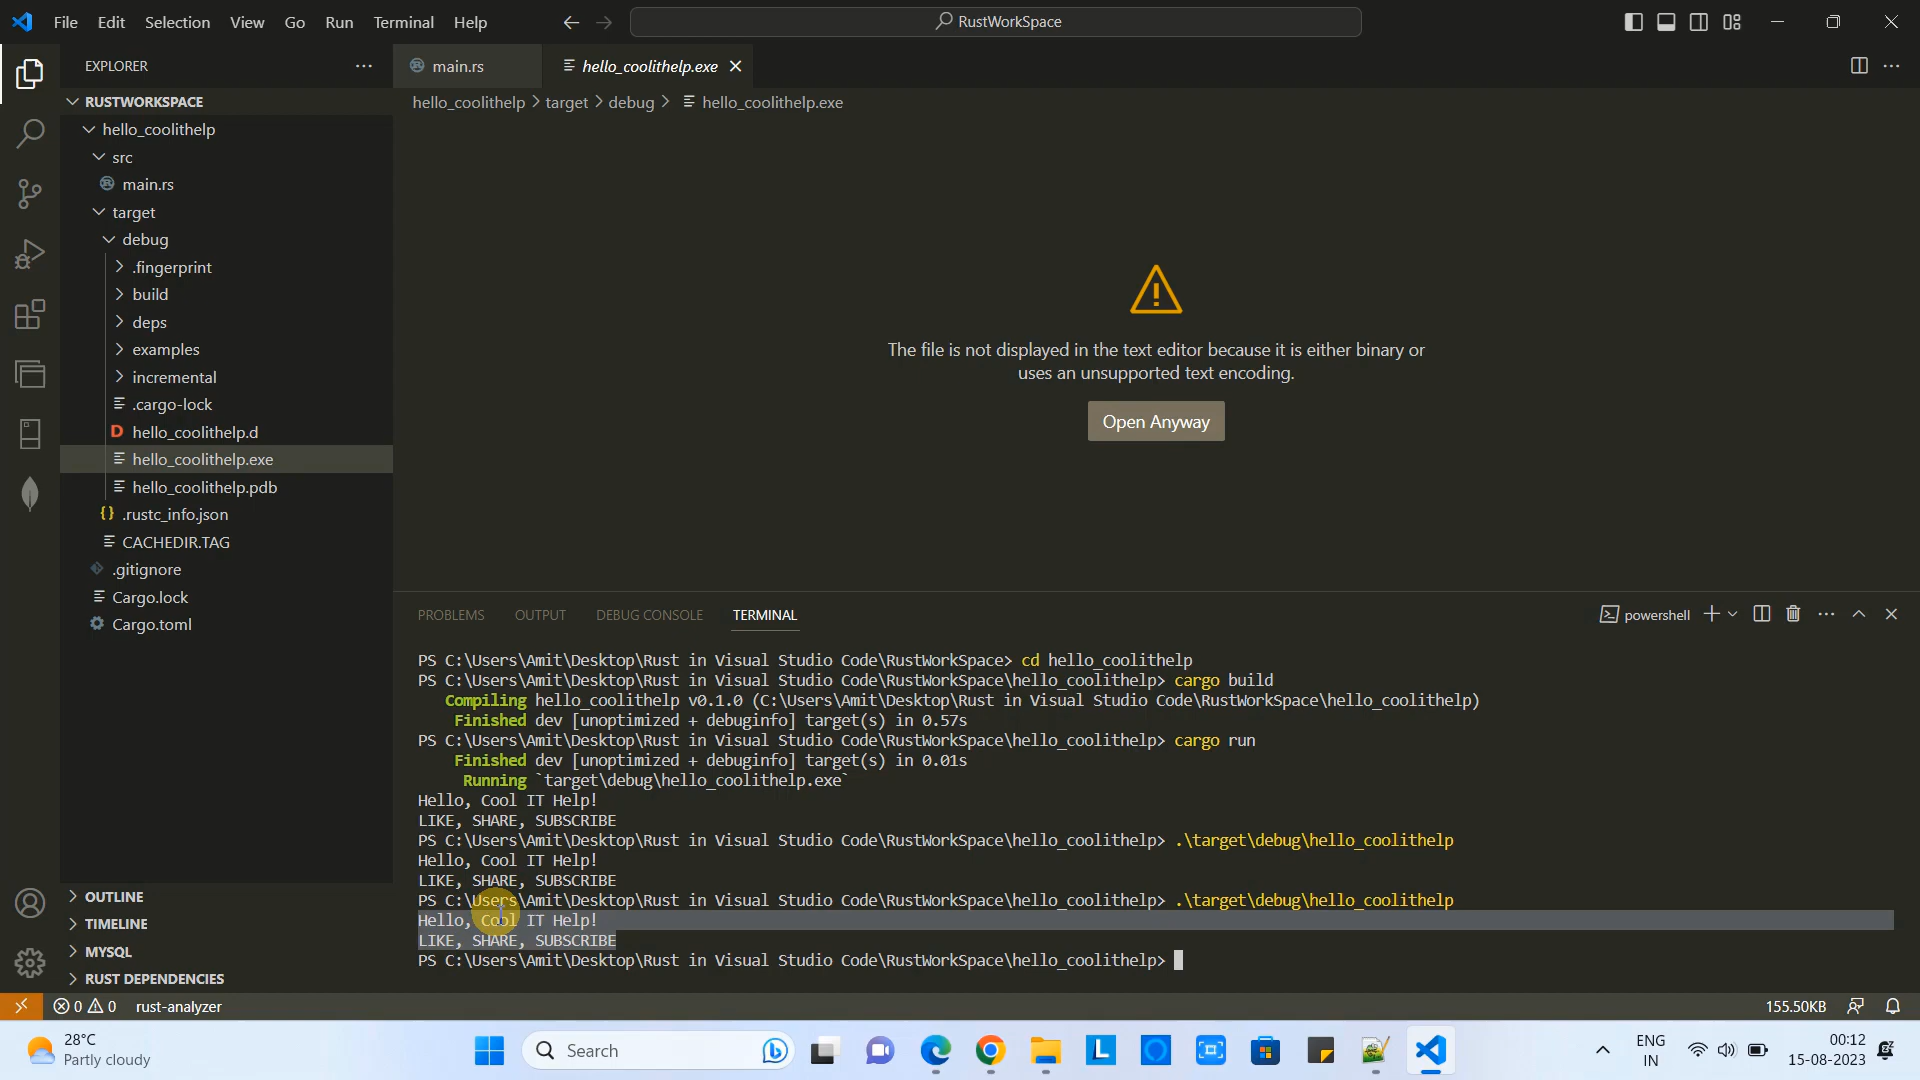 File Edit Selection View Go Run Terminal Help
RustWorkSpace
EXPLORER
RUSTWORKSPACE
hello_coolithelp
src
main.rs
target
debug
.fingerprint
build
deps
examples
incremental
.cargo-lock
D hello_coolithelp.d
hello_coolithelp.exe
hello_coolithelp.pdb
{} .rustc_info.json
CACHEDIR.TAG
.gitignore
Cargo.lock
Cargo.toml
OUTLINE
TIMELINE
MYSQL
RUST DEPENDENCIES
main.rs
hello_coolithelp.exe
hello_coolithelp > target > debug > hello_coolithelp.exe
The file is not displayed in the text editor because it is either binary or
uses an unsupported text encoding.
Open Anyway
PROBLEMS OUTPUT DEBUG CONSOLE TERMINAL
powershell
PS C:\Users\Amit\Desktop\Rust in Visual Studio Code\RustWorkSpace> cd hello_coolithelp
PS C:\Users\Amit\Desktop\Rust in Visual Studio Code\RustWorkSpace\hello_coolithelp> cargo build
Compiling hello_coolithelp v0.1.0 (C:\Users\Amit\Desktop\Rust in Visual Studio Code\RustWorkSpace\hello_coolithelp)
Finished dev [unoptimized + debuginfo] target(s) in 0.57s
PS C:\Users\Amit\Desktop\Rust in Visual Studio Code\RustWorkSpace\hello_coolithelp> cargo run
Finished dev [unoptimized + debuginfo] target(s) in 0.01s
Running `target\debug\hello_coolithelp.exe`
Hello, Cool IT Help!
LIKE, SHARE, SUBSCRIBE
PS C:\Users\Amit\Desktop\Rust in Visual Studio Code\RustWorkSpace\hello_coolithelp> .\target\debug\hello_coolithelp
Hello, Cool IT Help!
LIKE, SHARE, SUBSCRIBE
PS C:\Users\Amit\Desktop\Rust in Visual Studio Code\RustWorkSpace\hello_coolithelp> .\target\debug\hello_coolithelp
Hello, Cool IT Help!
LIKE, SHARE, SUBSCRIBE
PS C:\Users\Amit\Desktop\Rust in Visual Studio Code\RustWorkSpace\hello_coolithelp>
0 0 rust-analyzer
155.50KB
28°C
Partly cloudy
Search
L
ENG
IN
00:12
15-08-2023